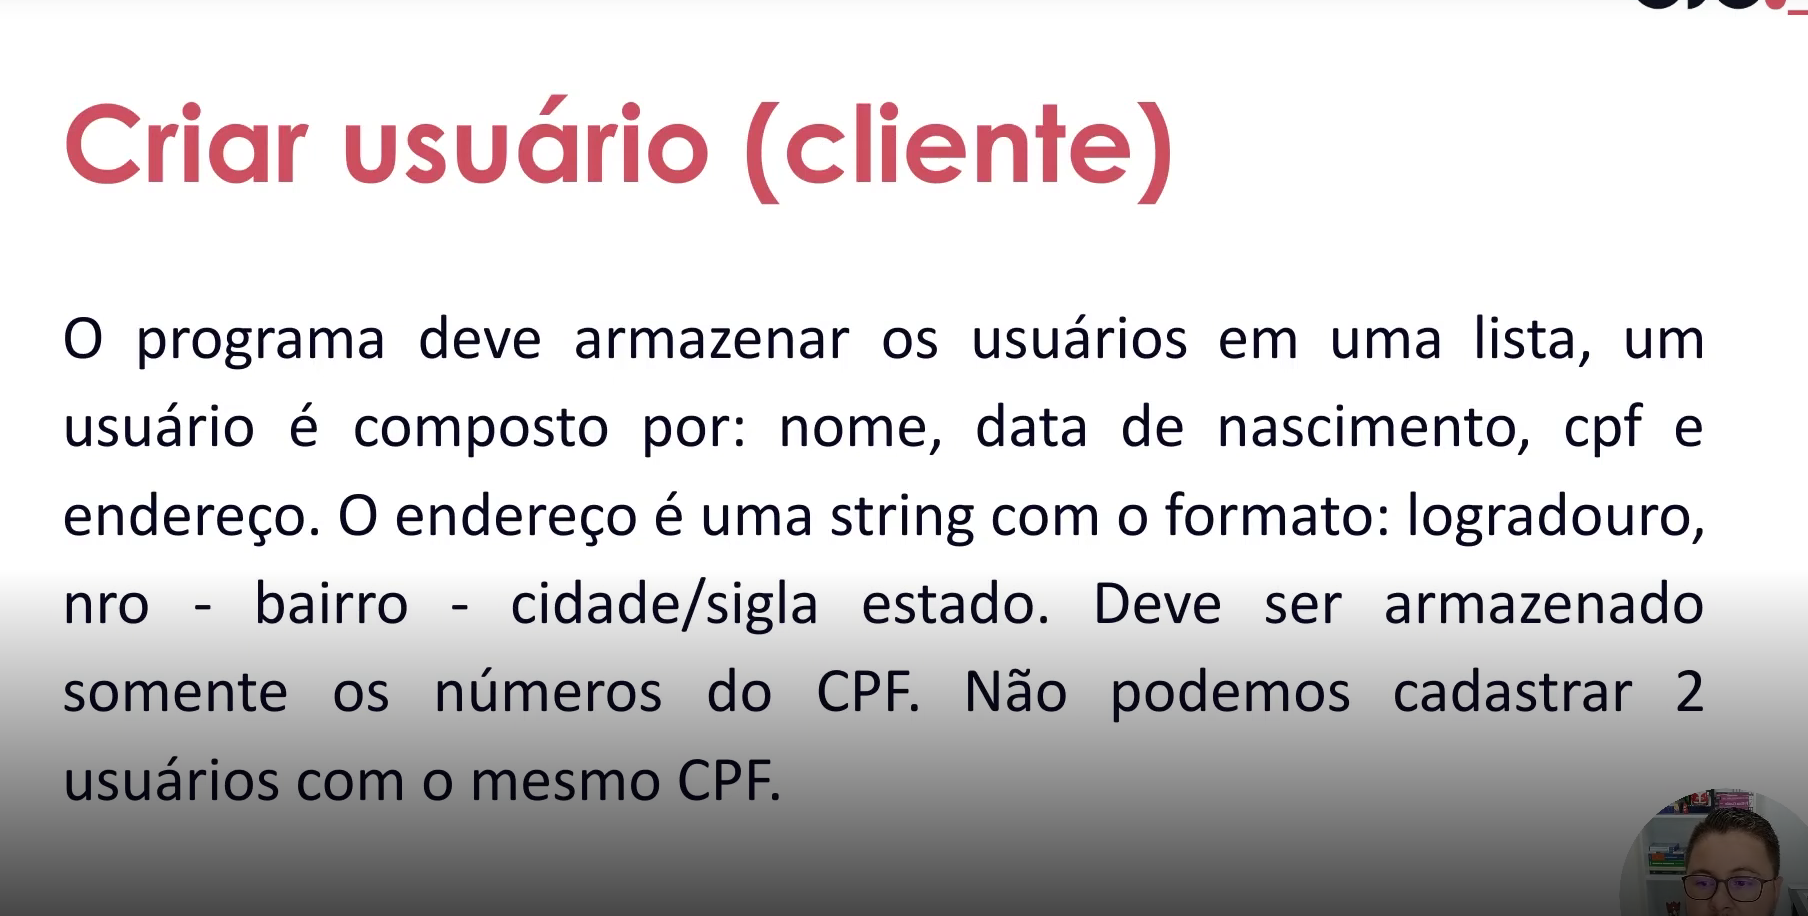 Criar usuário (cliente)
O programa deve armazenar os usuários em uma lista, um
usuário é composto por: nome, data de nascimento, cpf e
endereço. O endereço é uma string com o formato: logradouro,
nro - bairro - cidade/sigla estado. Deve ser armazenado
somente os números do CPF. Não podemos cadastrar 2
usuários com o mesmo CPF.